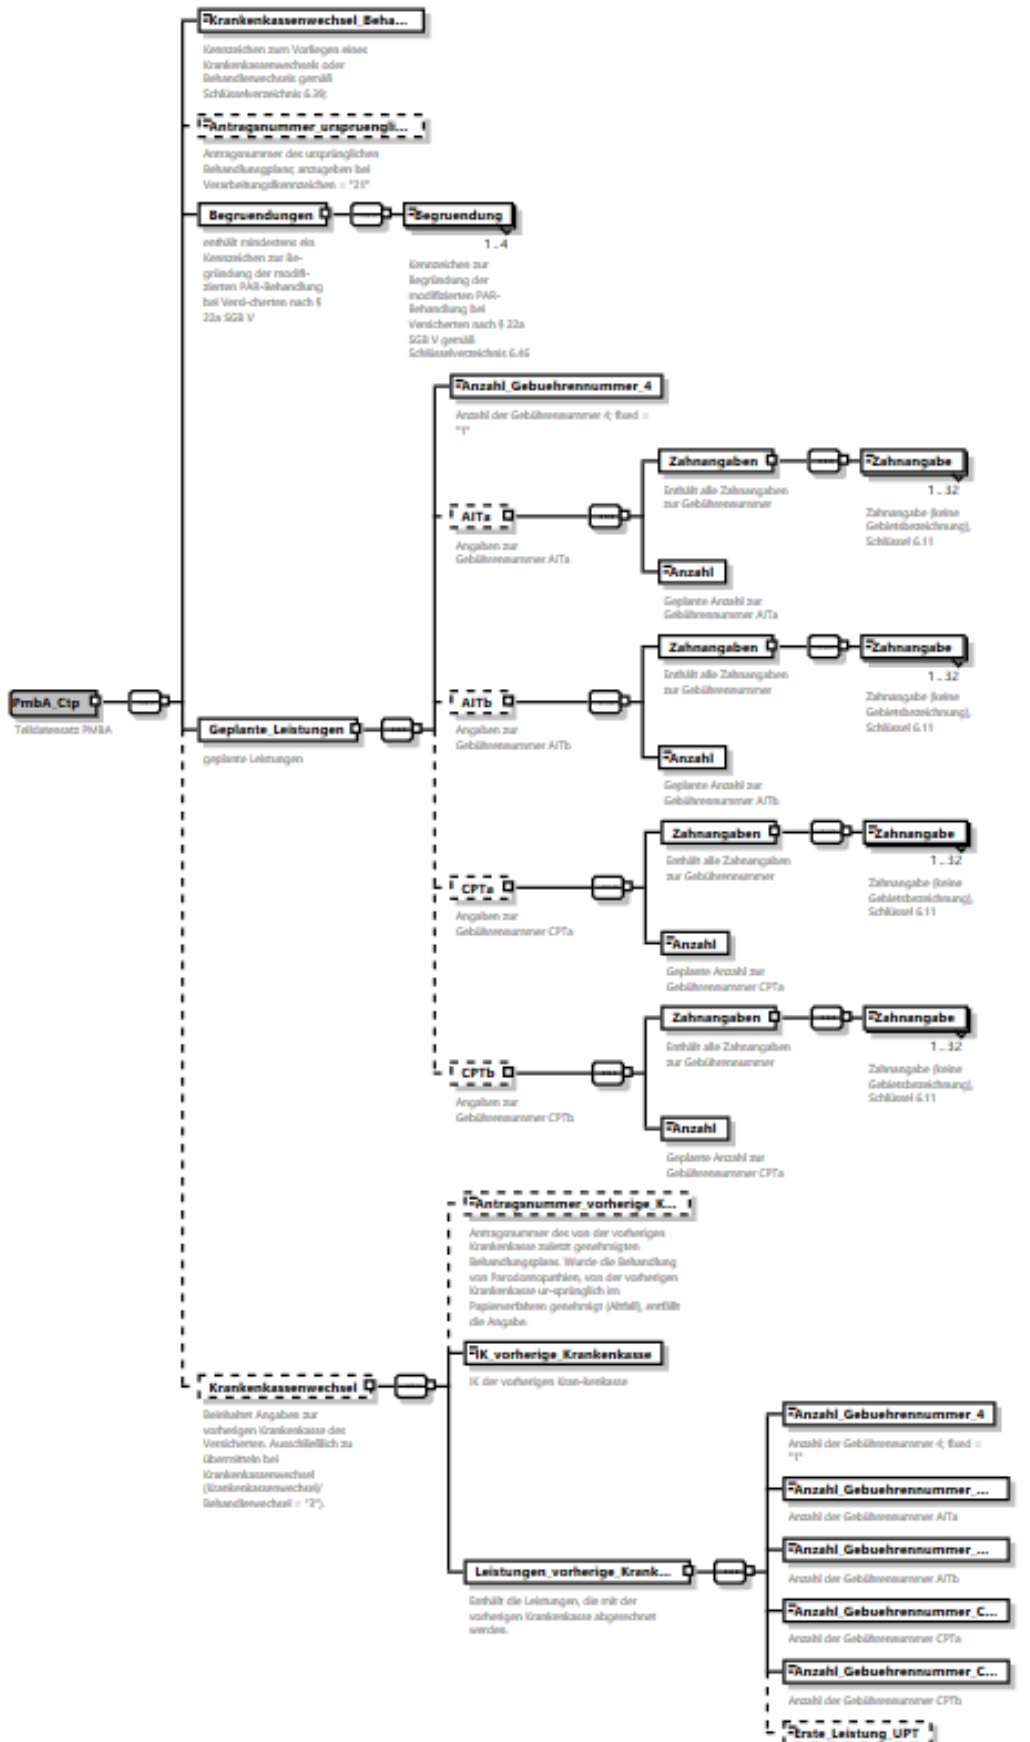 Krankenkassenwechsel_Beha...
Kennzeichen zum Vorliegen eines
Krankenkassenwechsels oder
Behandlerwechsels gemäß
Schlüsselverzeichnis 6.39;
Antragsnummer_urspruengli...
Antragsnummer des ursprünglichen
Behandlungsplans; anzugeben bei
Verarbeitungskennzeichen = "21"
Begruendungen
enthält mindestens ein
Kennzeichen zur Be-
gründung der modifi-
zierten PAR-Behandlung
bei Versi-cherten nach §
22a SGB V
Begruendung
1..4
Kennzeichen zur
Begründung der
modifizierten PAR-
Behandlung bei
Versicherten nach § 22a
SGB V gemäß
Schlüsselverzeichnis 6.46
Anzahl_Gebuehrennummer_4
Anzahl der Gebührennummer 4; fixed =
"1"
AITa
Angaben zur
Gebührennummer AITa
Zahnangaben
Enthält alle Zahnangaben
zur Gebührennummer
Zahnangabe
1..32
Zahnangabe (keine
Gebietsbezeichnung),
Schlüssel 6.11
Anzahl
Geplante Anzahl zur
Gebührennummer AITa
AITb
Angaben zur
Gebührennummer AITb
Zahnangaben
Enthält alle Zahnangaben
zur Gebührennummer
Zahnangabe
1..32
Zahnangabe (keine
Gebietsbezeichnung),
Schlüssel 6.11
Anzahl
Geplante Anzahl zur
Gebührennummer AITb
PmbA_Ctp
Teildatensatz PMBA
Geplante_Leistungen
geplante Leistungen
CPTa
Angaben zur
Gebührennummer CPTa
Zahnangaben
Enthält alle Zahnangaben
zur Gebührennummer
Zahnangabe
1..32
Zahnangabe (keine
Gebietsbezeichnung),
Schlüssel 6.11
Anzahl
Geplante Anzahl zur
Gebührennummer CPTa
CPTb
Angaben zur
Gebührennummer CPTb
Zahnangaben
Enthält alle Zahnangaben
zur Gebührennummer
Zahnangabe
1..32
Zahnangabe (keine
Gebietsbezeichnung),
Schlüssel 6.11
Anzahl
Geplante Anzahl zur
Gebührennummer CPTa
Antragsnummer_vorherige_K...
Antragsnummer des von der vorherigen
Krankenkasse zuletzt genehmigten
Behandlungsplans. Wurde die Behandlung
von Parodontopathien, von der vorherigen
Krankenkasse ur-sprünglich im
Papierverfahren genehmigt (Altfall), entfällt
die Angabe.
IK_vorherige_Krankenkasse
IK der vorherigen Kran-kenkasse
Krankenkassenwechsel
Beinhaltet Angaben zur
vorherigen Krankenkasse des
Versicherten. Ausschließlich zu
übermitteln bei
Krankenkassenwechsel
(Krankenkassenwechsel/
Behandlerwechsel = "3").
Leistungen_vorherige_Krank...
Enthält die Leistungen, die mit der
vorherigen Krankenkasse abgerechnet
werden.
Anzahl_Gebuehrennummer_4
Anzahl der Gebührennummer 4; fixed =
"1"
Anzahl_Gebuehrennummer_...
Anzahl der Gebührennummer AITa
Anzahl_Gebuehrennummer_...
Anzahl der Gebührennummer AITb
Anzahl_Gebuehrennummer_C...
Anzahl der Gebührennummer CPTa
Anzahl_Gebuehrennummer_C...
Anzahl der Gebührennummer CPTb
Erste_Leistung_UPT